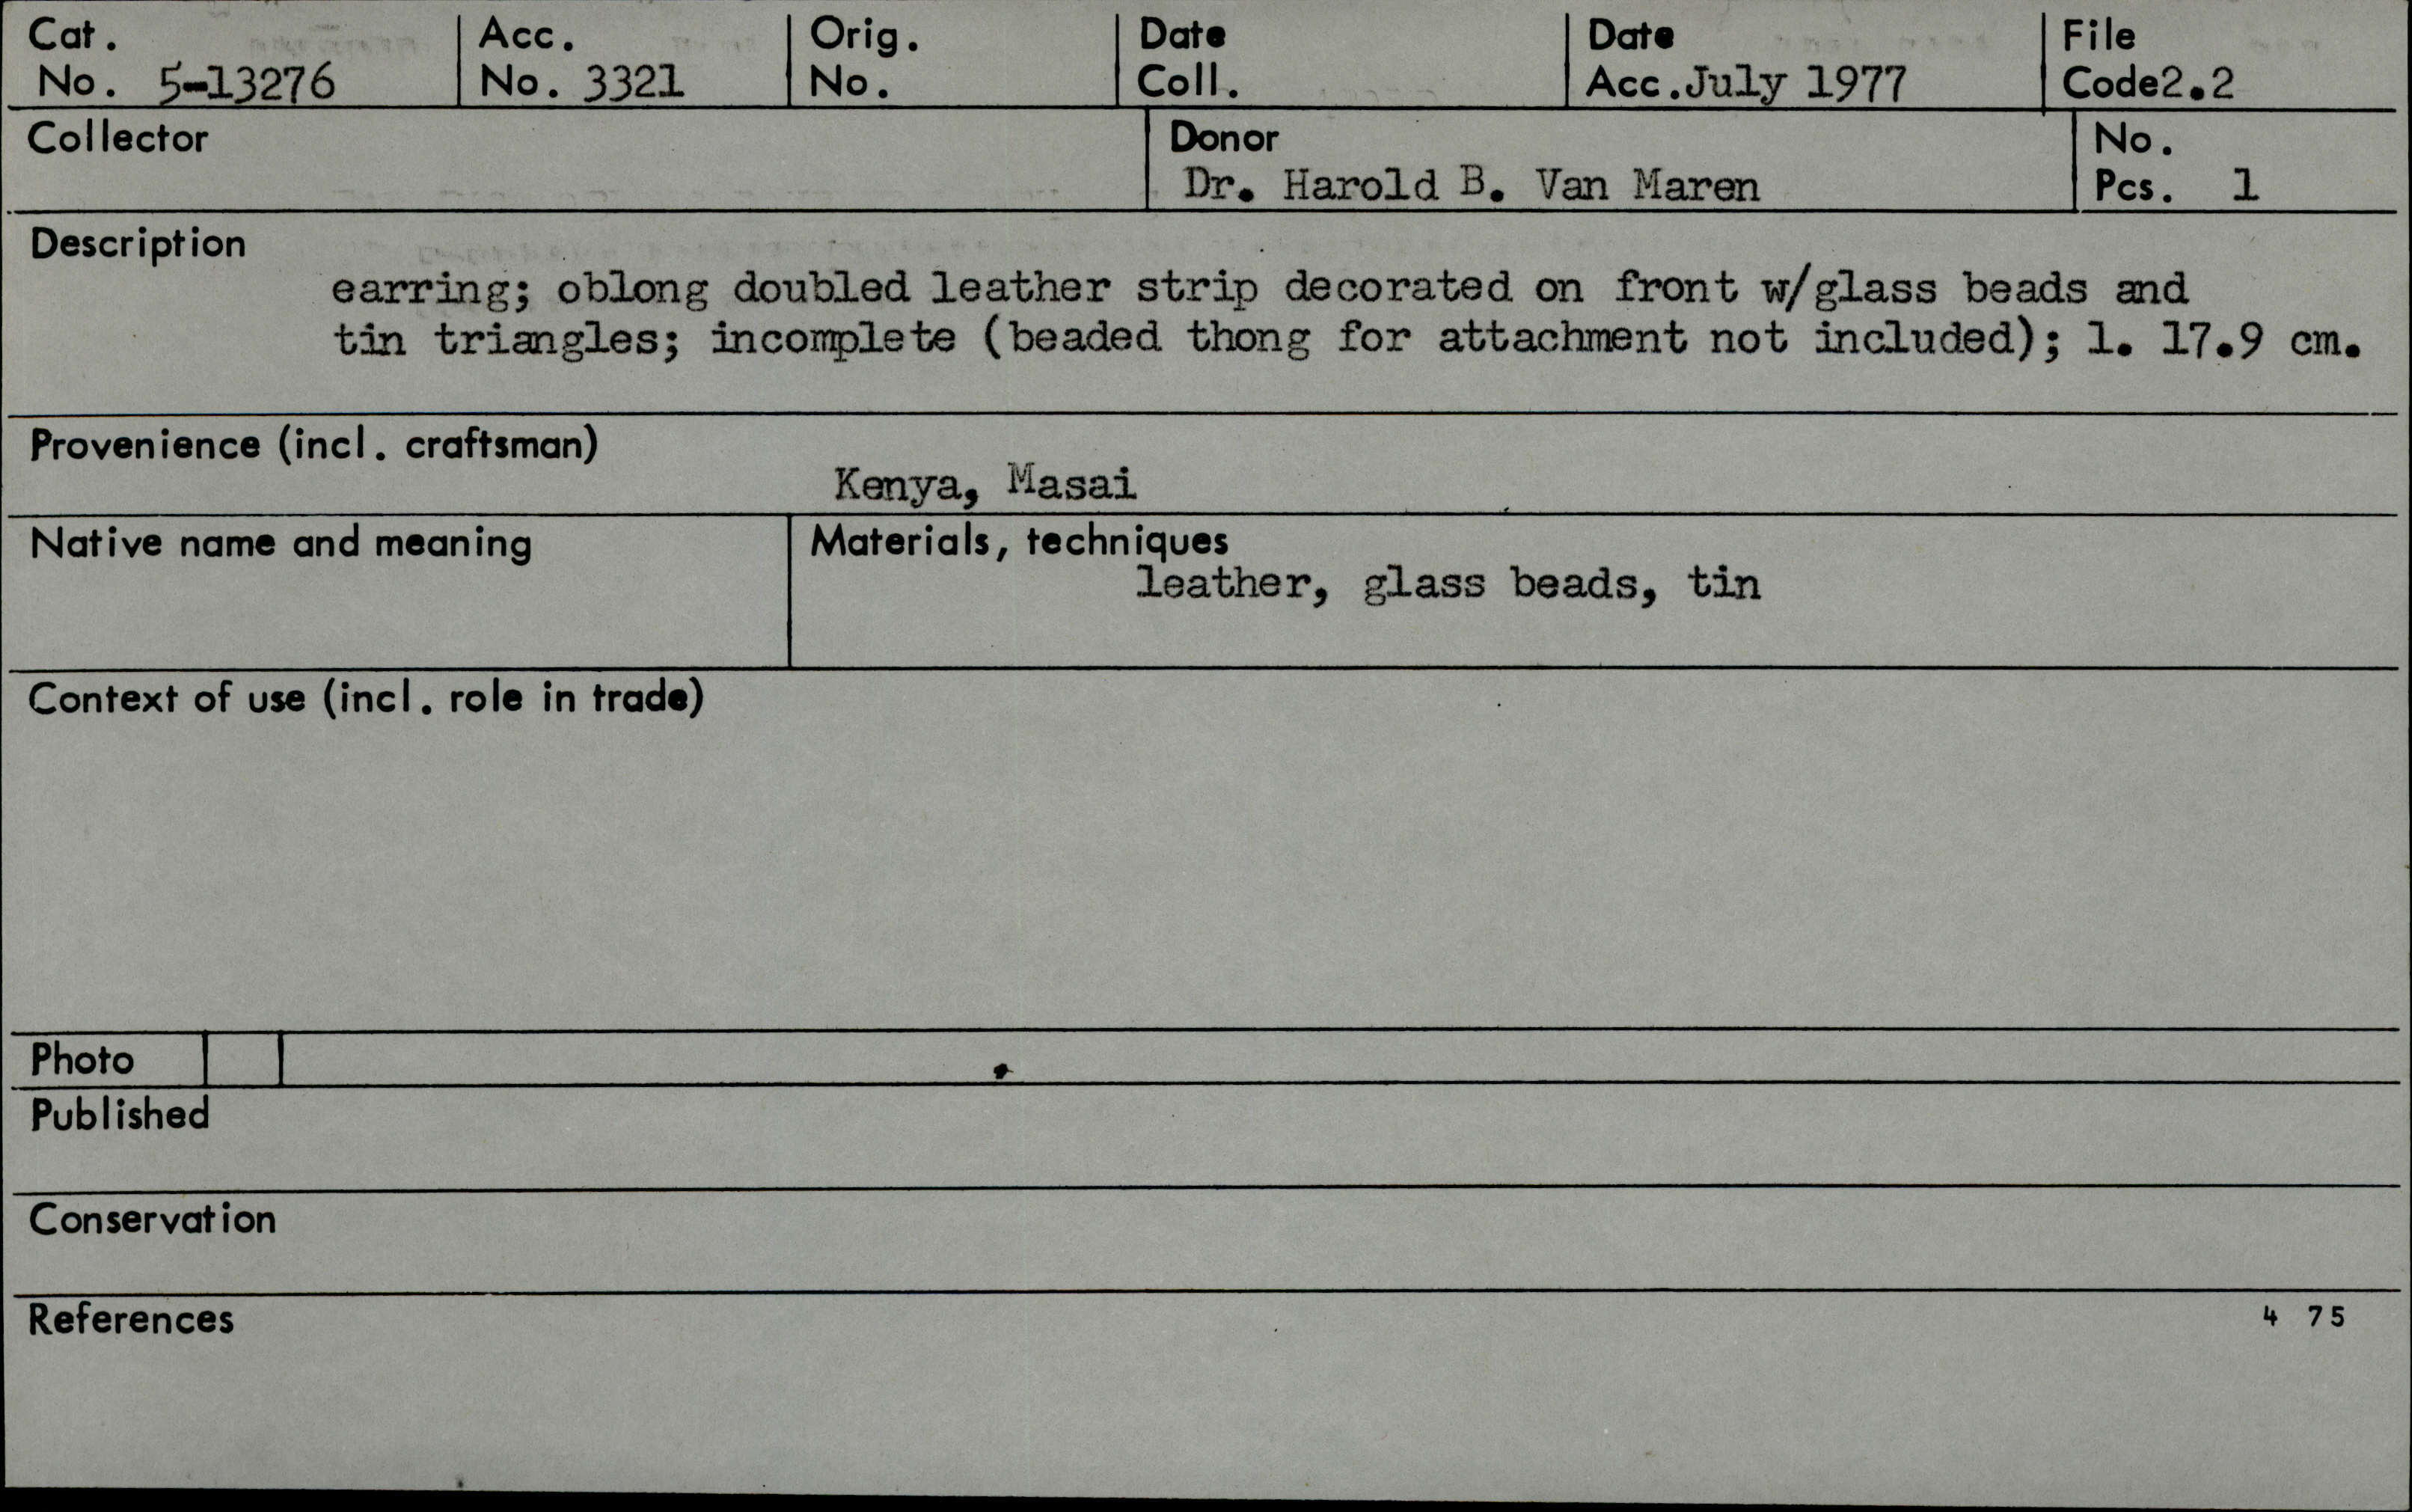 Cat. No. 5-13276
Acc. No. 3321
Orig. No.
Date Coll.
Date Acc. July 1977
File Code 2.2
Collector
Donor
Dr. Harold B. Van Maren
No. Pcs. 1
Description
earring; oblong doubled leather strip decorated on front w/glass beads and
tin triangles; incomplete (beaded thong for attachment not included); l. 17.9 cm.
Provenience (incl. craftsman)
Kenya, Masai
Native name and meaning
Materials, techniques
leather, glass beads, tin
Context of use (incl. role in trade)
Photo
Published
Conservation
References
4 75